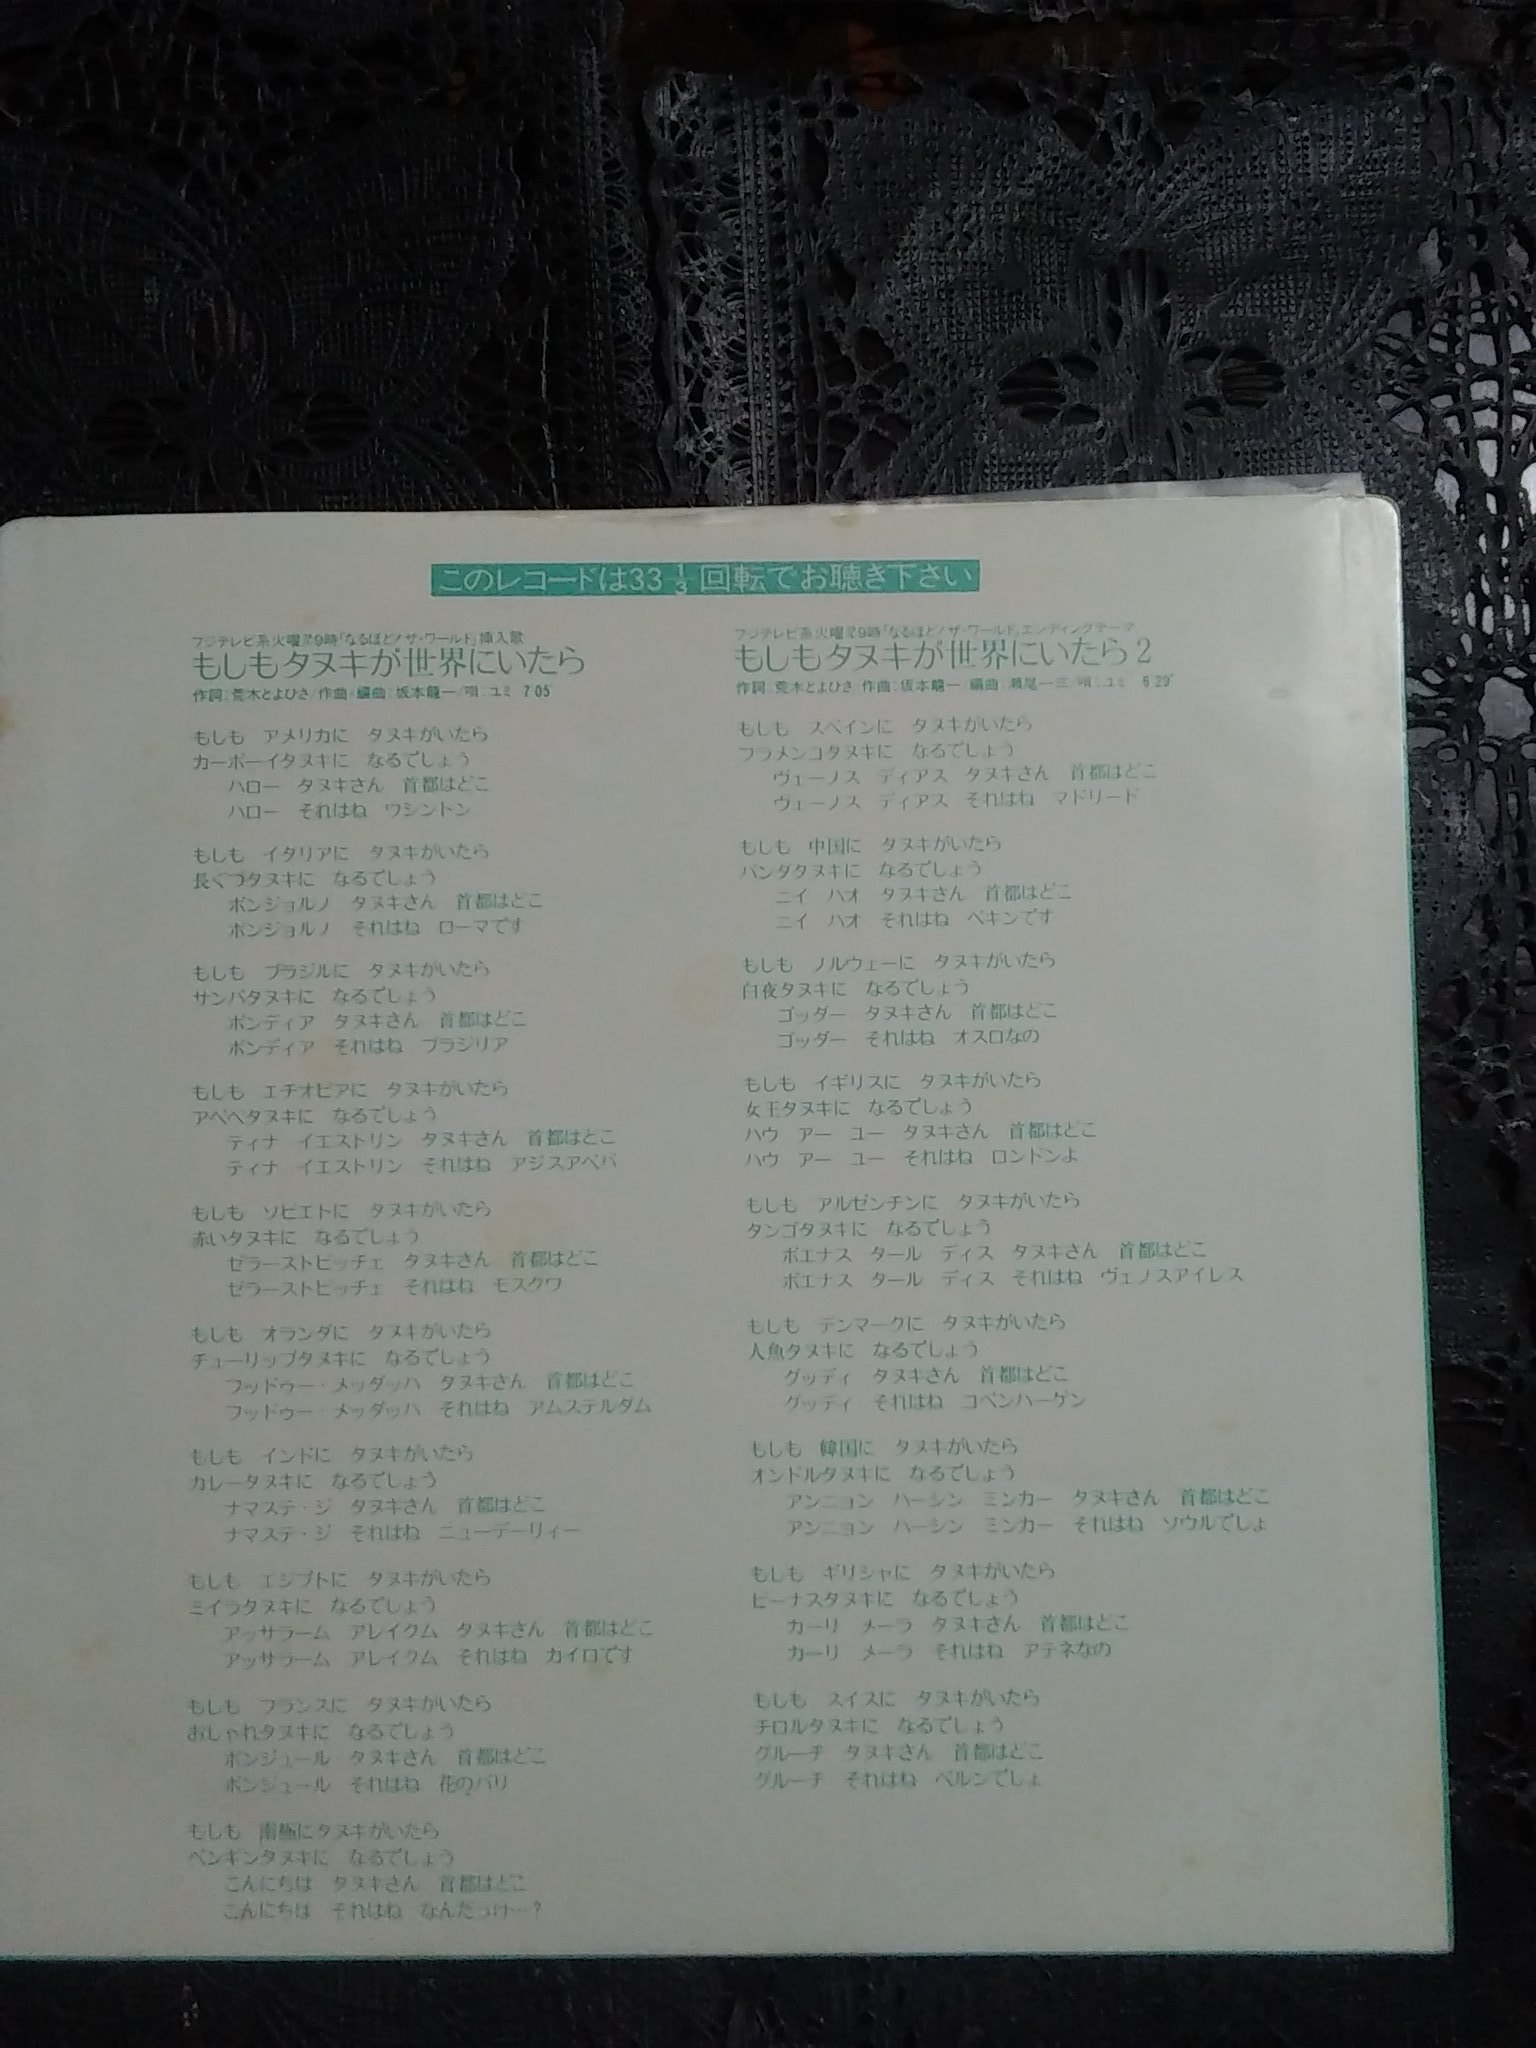 このレコードは33 1/3 回転でお聴き下さい
フジテレビ系火曜夜9時「なるほど!ザ・ワールド」挿入歌
もしもタヌキが世界にいたら
作詞:荒木とよひさ/作曲・編曲:坂本龍一/唄:ユミ 7'05"
もしも アメリカに タヌキがいたら
カーボーイタヌキに なるでしょう
ハロー タヌキさん 首都はどこ
ハロー それはね ワシントン
もしも イタリアに タヌキがいたら
長ぐつタヌキに なるでしょう
ボンジョルノ タヌキさん 首都はどこ
ボンジョルノ それはね ローマです
もしも ブラジルに タヌキがいたら
サンバタヌキに なるでしょう
ボンディア タヌキさん 首都はどこ
ボンディア それはね ブラジリア
もしも エチオピアに タヌキがいたら
アベベタヌキに なるでしょう
ティナ イエストリン タヌキさん 首都はどこ
ティナ イエストリン それはね アジスアベバ
もしも ソビエトに タヌキがいたら
赤いタヌキに なるでしょう
ゼラーストビッチェ タヌキさん 首都はどこ
ゼラーストビッチェ それはね モスクワ
もしも オランダに タヌキがいたら
チューリップタヌキに なるでしょう
フッドゥー・メッダッハ タヌキさん 首都はどこ
フッドゥー・メッダッハ それはね アムステルダム
もしも インドに タヌキがいたら
カレータヌキに なるでしょう
ナマステ・ジ タヌキさん 首都はどこ
ナマステ・ジ それはね ニューデーリィー
もしも エジプトに タヌキがいたら
ミイラタヌキに なるでしょう
アッサラーム アレイクム タヌキさん 首都はどこ
アッサラーム アレイクム それはね カイロです
もしも フランスに タヌキがいたら
おしゃれタヌキに なるでしょう
ボンジュール タヌキさん 首都はどこ
ボンジュール それはね 花のパリ
もしも 南極にタヌキがいたら
ペンギンタヌキに なるでしょう
こんにちは タヌキさん 首都はどこ
こんにちは それはね なんだっけ…?
フジテレビ系火曜夜9時「なるほど!ザ・ワールド」エンディングテーマ
もしもタヌキが世界にいたら2
作詞:荒木とよひさ 作曲:坂本龍一/編曲:瀬尾一三/唄:ユミ 6'29"
もしも スペインに タヌキがいたら
フラメンコタヌキに なるでしょう
ヴェーノス ディアス タヌキさん 首都はどこ
ヴェーノス ディアス それはね マドリード
もしも 中国に タヌキがいたら
パンダタヌキに なるでしょう
ニイ ハオ タヌキさん 首都はどこ
ニイ ハオ それはね ペキンです
もしも ノルウェーに タヌキがいたら
白夜タヌキに なるでしょう
ゴッダー タヌキさん 首都はどこ
ゴッダー それはね オスロなの
もしも イギリスに タヌキがいたら
女王タヌキに なるでしょう
ハウ アー ユー タヌキさん 首都はどこ
ハウ アー ユー それはね ロンドンよ
もしも アルゼンチンに タヌキがいたら
タンゴタヌキに なるでしょう
ボエナス タール ディス タヌキさん 首都はどこ
ボエナス タール ディス それはね ヴェノスアイレス
もしも デンマークに タヌキがいたら
人魚タヌキに なるでしょう
グッディ タヌキさん 首都はどこ
グッディ それはね コペンハーゲン
もしも 韓国に タヌキがいたら
オンドルタヌキに なるでしょう
アンニョン ハーシン ミンカー タヌキさん 首都はどこ
アンニョン ハーシン ミンカー それはね ソウルでしょ
もしも ギリシャに タヌキがいたら
ビーナスタヌキに なるでしょう
カーリ メーラ タヌキさん 首都はどこ
カーリ メーラ それはね アテネなの
もしも スイスに タヌキがいたら
チロルタヌキに なるでしょう
グルーチ タヌキさん 首都はどこ
グルーチ それはね ベルンでしょ